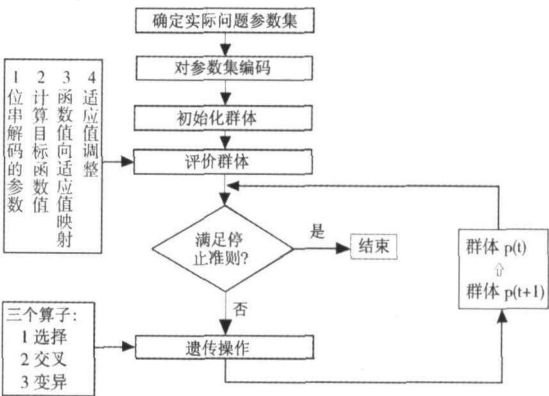 确定实际问题参数集
对参数集编码
初始化群体
评价群体
1 位串解码的参数
2 计算目标函数值
3 函数值向适应值映射
4 适应值调整
满足停
止准则?
是
结束
否
群体 p(t)
群体 p(t+1)
三个算子:
1 选择
2 交叉
3 变异
遗传操作